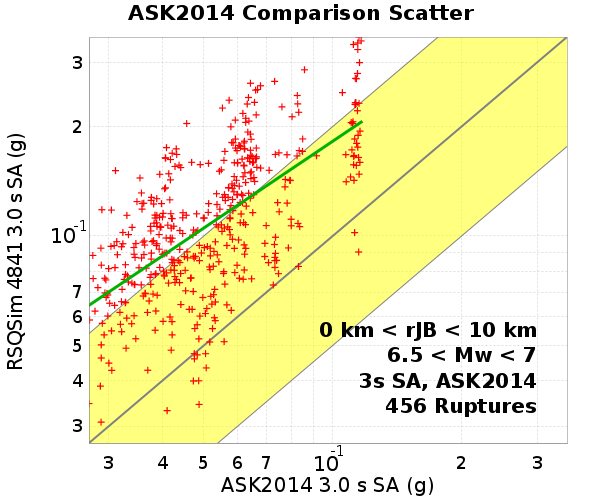 ASK2014 Comparison Scatter
RSQSim 4841 3.0 s SA (g)
3
2
10-1
7
6
5
4
3
0 km < rJB < 10 km
6.5 < Mw < 7
3s SA, ASK2014
456 Ruptures
3 4 5 6 7 10-1 2 3
ASK2014 3.0 s SA (g)